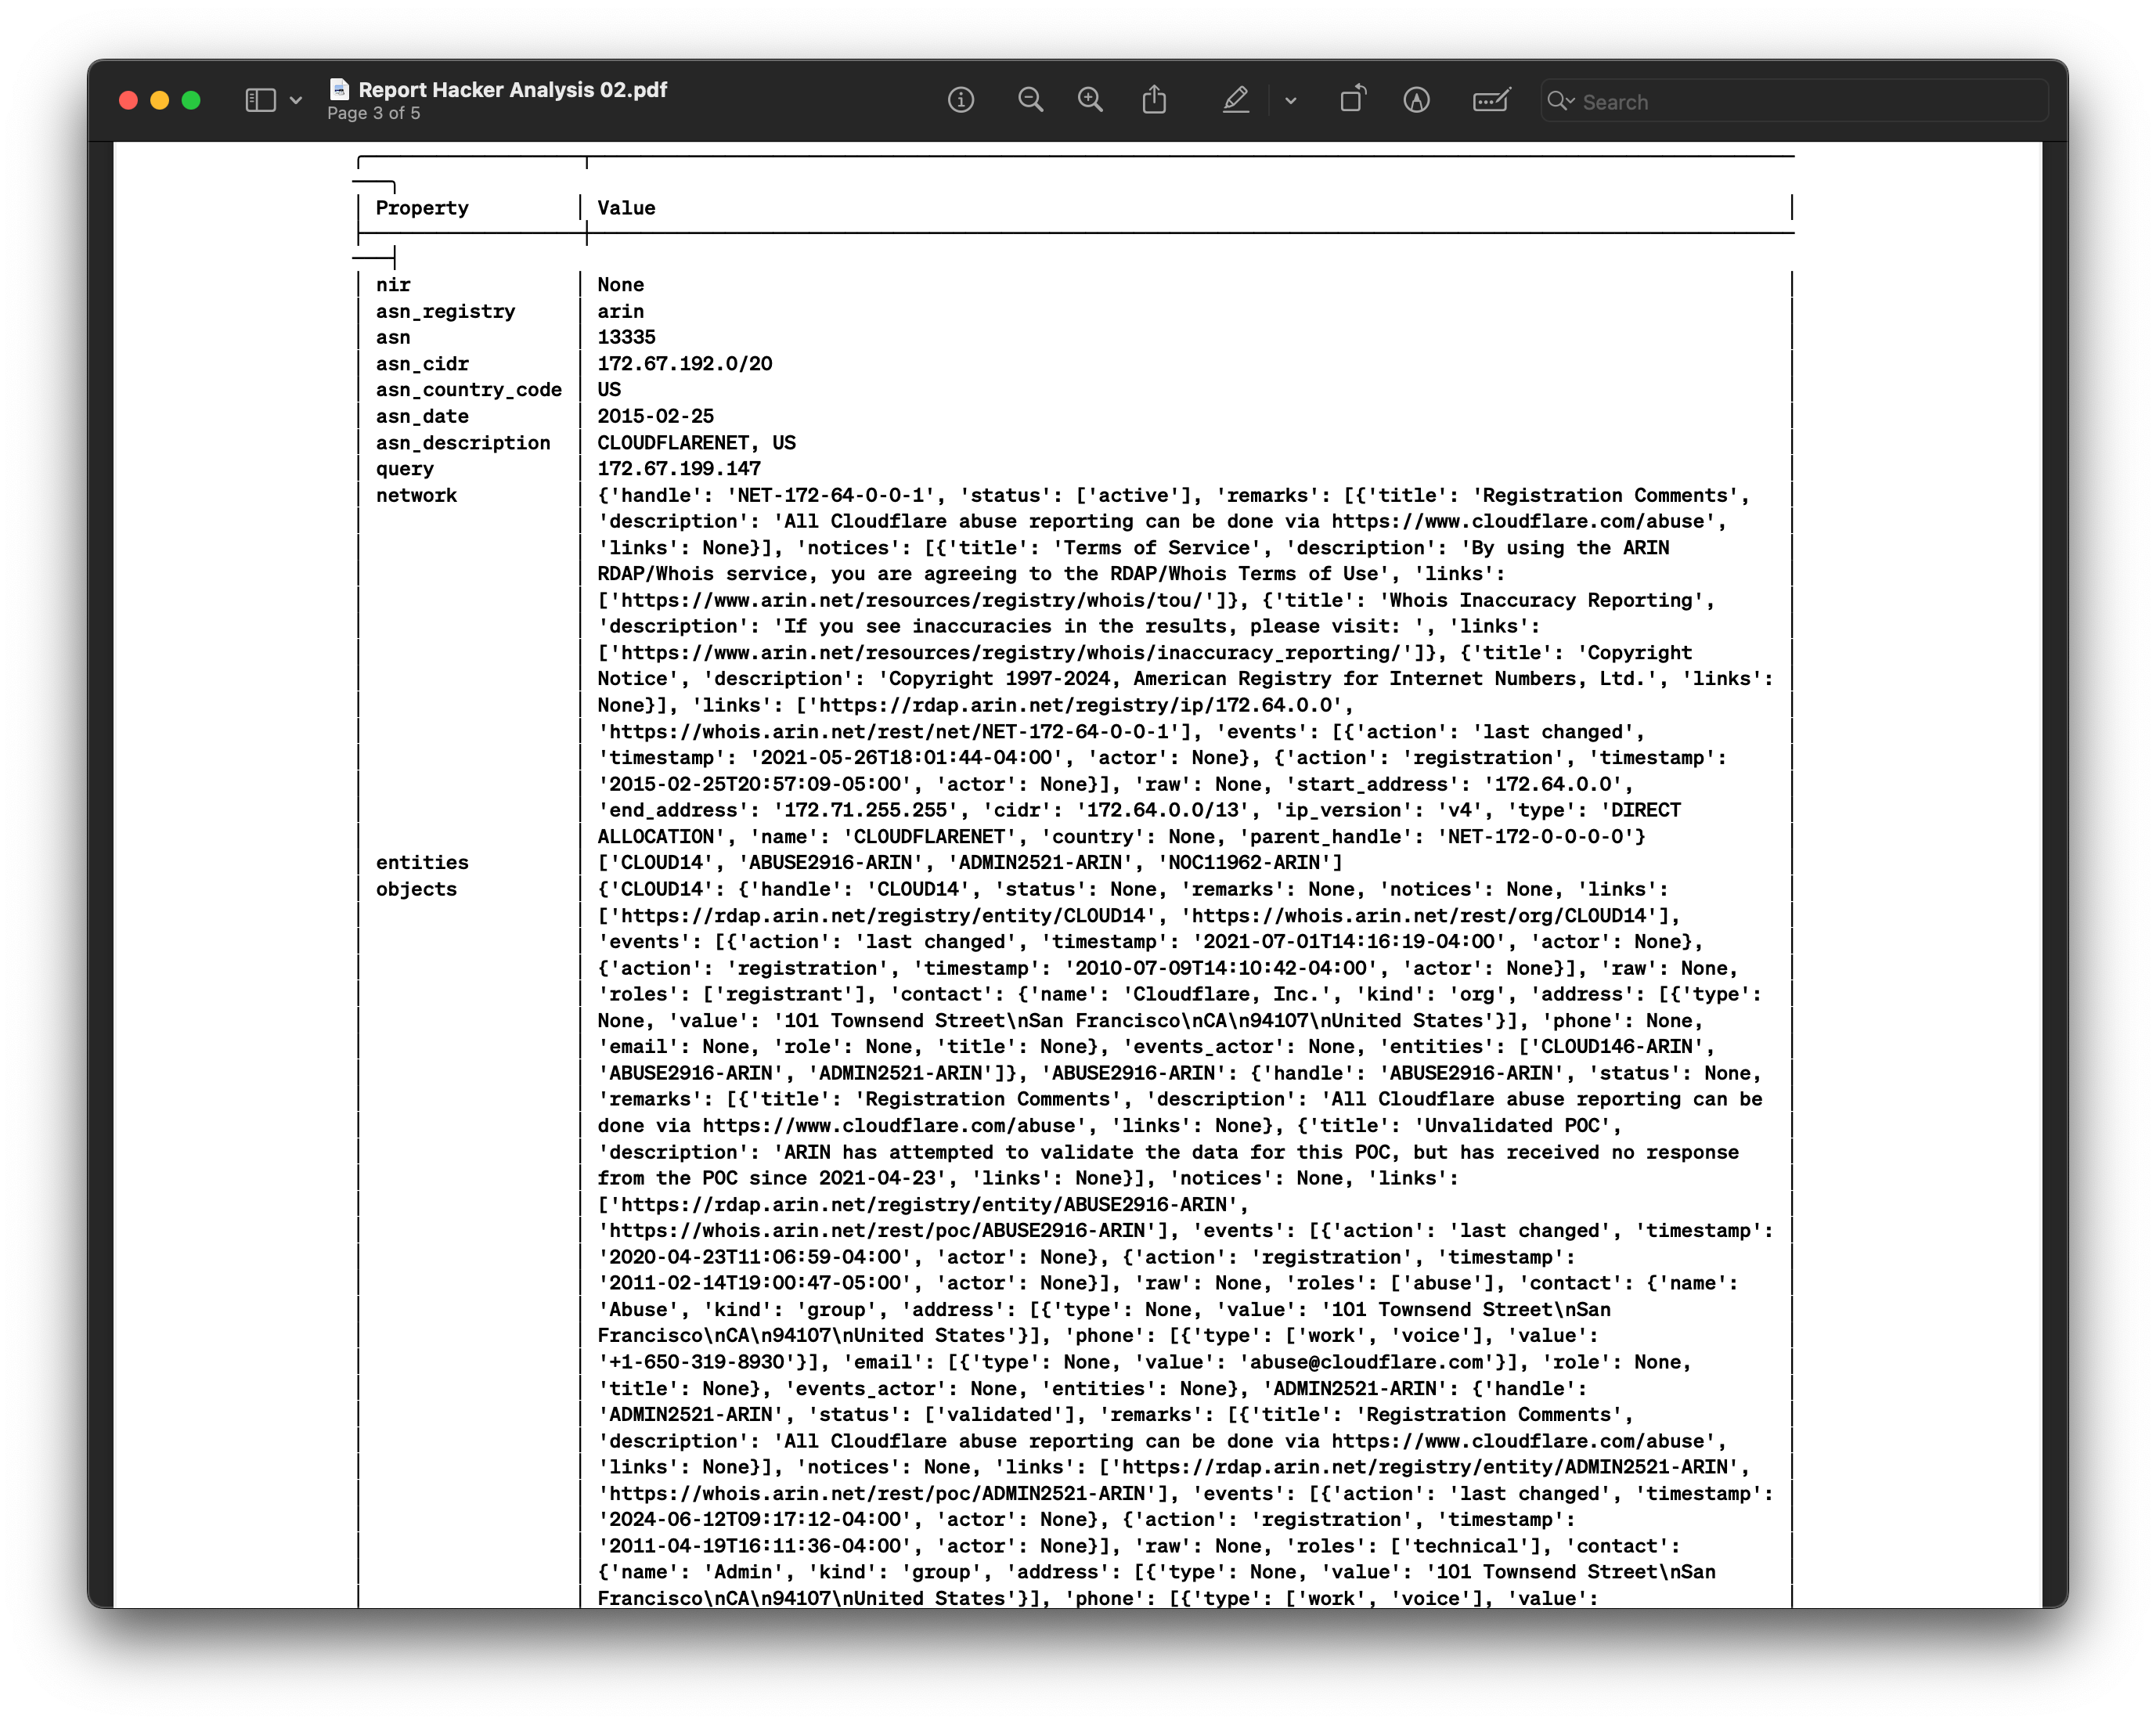 Report Hacker Analysis 02.pdf
Page 3 of 5
Search
Property Value
nir None
asn_registry arin
asn 13335
asn_cidr 172.67.192.0/20
asn_country_code US
asn_date 2015-02-25
asn_description CLOUDFLARENET, US
query 172.67.199.147
network {'handle': 'NET-172-64-0-0-1', 'status': ['active'], 'remarks': [{'title': 'Registration Comments',
'description': 'All Cloudflare abuse reporting can be done via https://www.cloudflare.com/abuse',
'links': None}], 'notices': [{'title': 'Terms of Service', 'description': 'By using the ARIN
RDAP/Whois service, you are agreeing to the RDAP/Whois Terms of Use', 'links':
['https://www.arin.net/resources/registry/whois/tou/']}, {'title': 'Whois Inaccuracy Reporting',
'description': 'If you see inaccuracies in the results, please visit: ', 'links':
['https://www.arin.net/resources/registry/whois/inaccuracy_reporting/']}, {'title': 'Copyright
Notice', 'description': 'Copyright 1997-2024, American Registry for Internet Numbers, Ltd.', 'links':
None}], 'links': ['https://rdap.arin.net/registry/ip/172.64.0.0',
'https://whois.arin.net/rest/net/NET-172-64-0-0-1'], 'events': [{'action': 'last changed',
'timestamp': '2021-05-26T18:01:44-04:00', 'actor': None}, {'action': 'registration', 'timestamp':
'2015-02-25T20:57:09-05:00', 'actor': None}], 'raw': None, 'start_address': '172.64.0.0',
'end_address': '172.71.255.255', 'cidr': '172.64.0.0/13', 'ip_version': 'v4', 'type': 'DIRECT
ALLOCATION', 'name': 'CLOUDFLARENET', 'country': None, 'parent_handle': 'NET-172-0-0-0-0'}
entities ['CLOUD14', 'ABUSE2916-ARIN', 'ADMIN2521-ARIN', 'NOC11962-ARIN']
objects {'CLOUD14': {'handle': 'CLOUD14', 'status': None, 'remarks': None, 'notices': None, 'links':
['https://rdap.arin.net/registry/entity/CLOUD14', 'https://whois.arin.net/rest/org/CLOUD14'],
'events': [{'action': 'last changed', 'timestamp': '2021-07-01T14:16:19-04:00', 'actor': None},
{'action': 'registration', 'timestamp': '2010-07-09T14:10:42-04:00', 'actor': None}], 'raw': None,
'roles': ['registrant'], 'contact': {'name': 'Cloudflare, Inc.', 'kind': 'org', 'address': [{'type':
None, 'value': '101 Townsend Street\nSan Francisco\nCA\n94107\nUnited States'}], 'phone': None,
'email': None, 'role': None, 'title': None}, 'events_actor': None, 'entities': ['CLOUD146-ARIN',
'ABUSE2916-ARIN', 'ADMIN2521-ARIN']}, 'ABUSE2916-ARIN': {'handle': 'ABUSE2916-ARIN', 'status': None,
'remarks': [{'title': 'Registration Comments', 'description': 'All Cloudflare abuse reporting can be
done via https://www.cloudflare.com/abuse', 'links': None}, {'title': 'Unvalidated POC',
'description': 'ARIN has attempted to validate the data for this POC, but has received no response
from the POC since 2021-04-23', 'links': None}], 'notices': None, 'links':
['https://rdap.arin.net/registry/entity/ABUSE2916-ARIN',
'https://whois.arin.net/rest/poc/ABUSE2916-ARIN'], 'events': [{'action': 'last changed', 'timestamp':
'2020-04-23T11:06:59-04:00', 'actor': None}, {'action': 'registration', 'timestamp':
'2011-02-14T19:00:47-05:00', 'actor': None}], 'raw': None, 'roles': ['abuse'], 'contact': {'name':
'Abuse', 'kind': 'group', 'address': [{'type': None, 'value': '101 Townsend Street\nSan
Francisco\nCA\n94107\nUnited States'}], 'phone': [{'type': ['work', 'voice'], 'value':
'+1-650-319-8930'}], 'email': [{'type': None, 'value': 'abuse@cloudflare.com'}], 'role': None,
'title': None}, 'events_actor': None, 'entities': None}, 'ADMIN2521-ARIN': {'handle':
'ADMIN2521-ARIN', 'status': ['validated'], 'remarks': [{'title': 'Registration Comments',
'description': 'All Cloudflare abuse reporting can be done via https://www.cloudflare.com/abuse',
'links': None}], 'notices': None, 'links': ['https://rdap.arin.net/registry/entity/ADMIN2521-ARIN',
'https://whois.arin.net/rest/poc/ADMIN2521-ARIN'], 'events': [{'action': 'last changed', 'timestamp':
'2024-06-12T09:17:12-04:00', 'actor': None}, {'action': 'registration', 'timestamp':
'2011-04-19T16:11:36-04:00', 'actor': None}], 'raw': None, 'roles': ['technical'], 'contact':
{'name': 'Admin', 'kind': 'group', 'address': [{'type': None, 'value': '101 Townsend Street\nSan
Francisco\nCA\n94107\nUnited States'}], 'phone': [{'type': ['work', 'voice'], 'value':